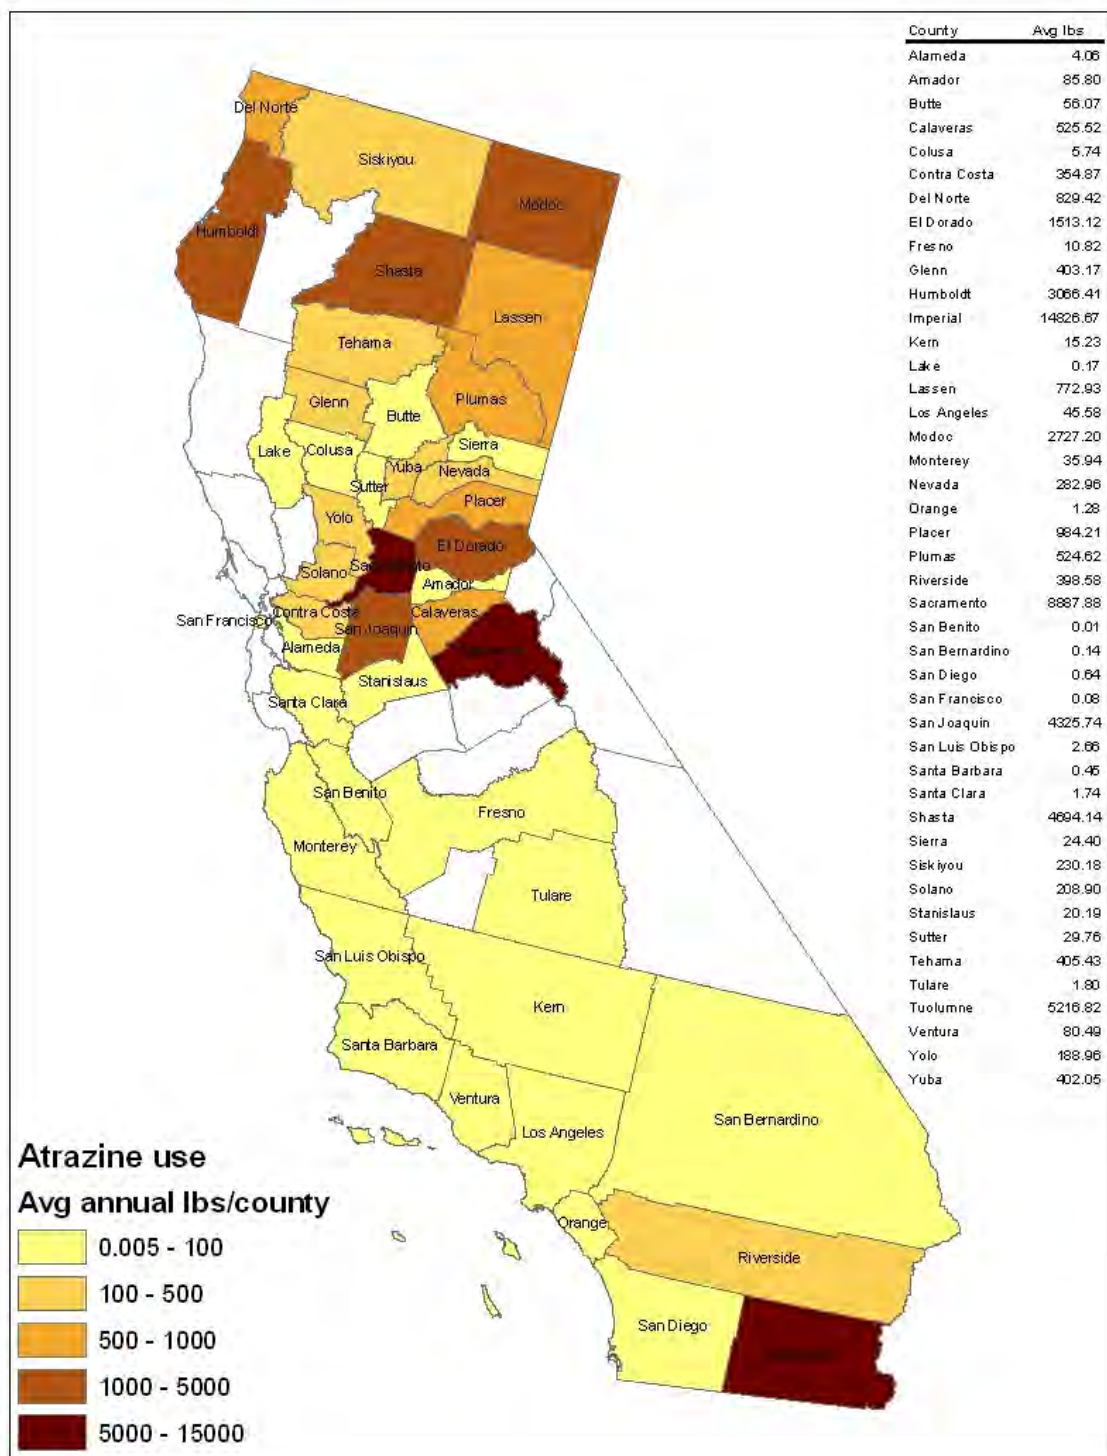 County Avg lbs
Alameda 4.06
Amador 85.80
Butte 56.07
Calaveras 525.52
Colusa 5.74
Contra Costa 354.87
Del Norte 829.42
El Dorado 1513.12
Fresno 10.82
Glenn 403.17
Humboldt 3066.41
Imperial 14826.67
Kern 15.23
Lake 0.17
Lassen 772.93
Los Angeles 45.58
Modoc 2727.20
Monterey 35.94
Nevada 282.96
Orange 1.28
Placer 984.21
Plumas 524.62
Riverside 398.58
Sacramento 8887.88
San Benito 0.01
San Bernardino 0.14
San Diego 0.64
San Francisco 0.08
San Joaquin 4325.74
San Luis Obispo 2.66
Santa Barbara 0.45
Santa Clara 1.74
Shasta 4694.14
Sierra 24.40
Siskiyou 230.18
Solano 208.90
Stanislaus 20.19
Sutter 29.76
Tehama 405.43
Tulare 1.80
Tuolumne 5216.82
Ventura 80.49
Yolo 188.96
Yuba 402.05
Del Norte
Siskiyou
Modoc
Humboldt
Shasta
Lassen
Tehama
Glenn
Butte
Plumas
Lake
Colusa
Sierra
Sutter
Yuba
Nevada
Placer
Yolo
El Dorado
Solano
Sacramento
Amador
San Francisco
Contra Costa
San Joaquin
Calaveras
Alameda
Stanislaus
Santa Clara
San Benito
Fresno
Monterey
Tulare
San Luis Obispo
Kern
Santa Barbara
Ventura
Los Angeles
San Bernardino
Orange
Riverside
San Diego
Atrazine use
Avg annual lbs/county
0.005 - 100
100 - 500
500 - 1000
1000 - 5000
5000 - 15000